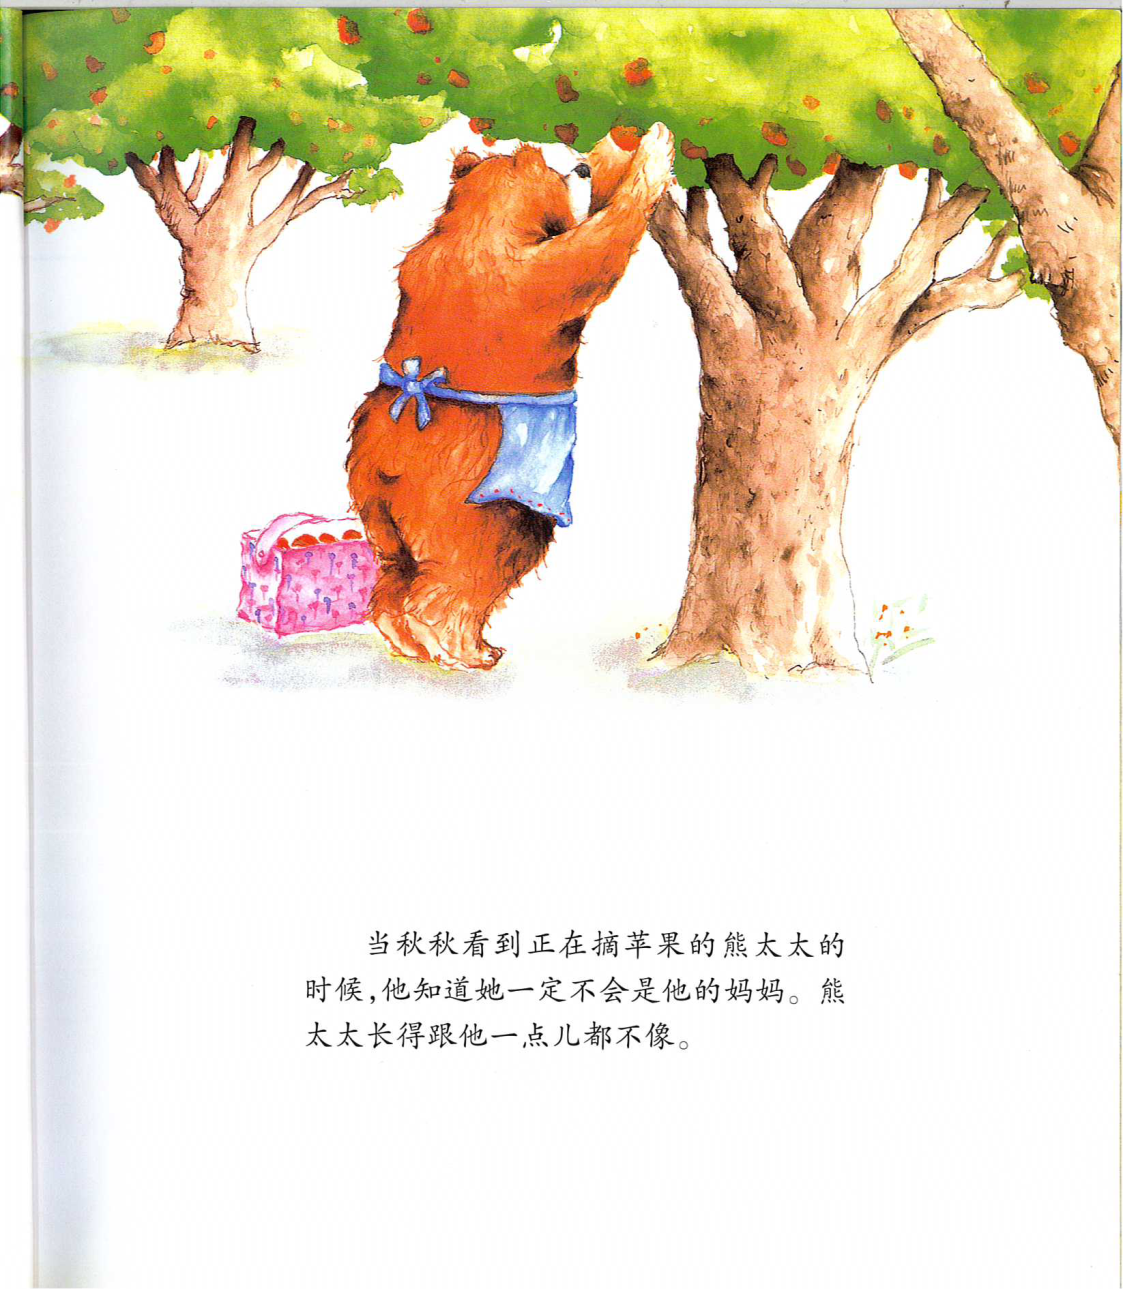 当秋秋看到正在摘苹果的熊太太的
时候,他知道她一定不会是他的妈妈。熊
太太长得跟他一点儿都不像。